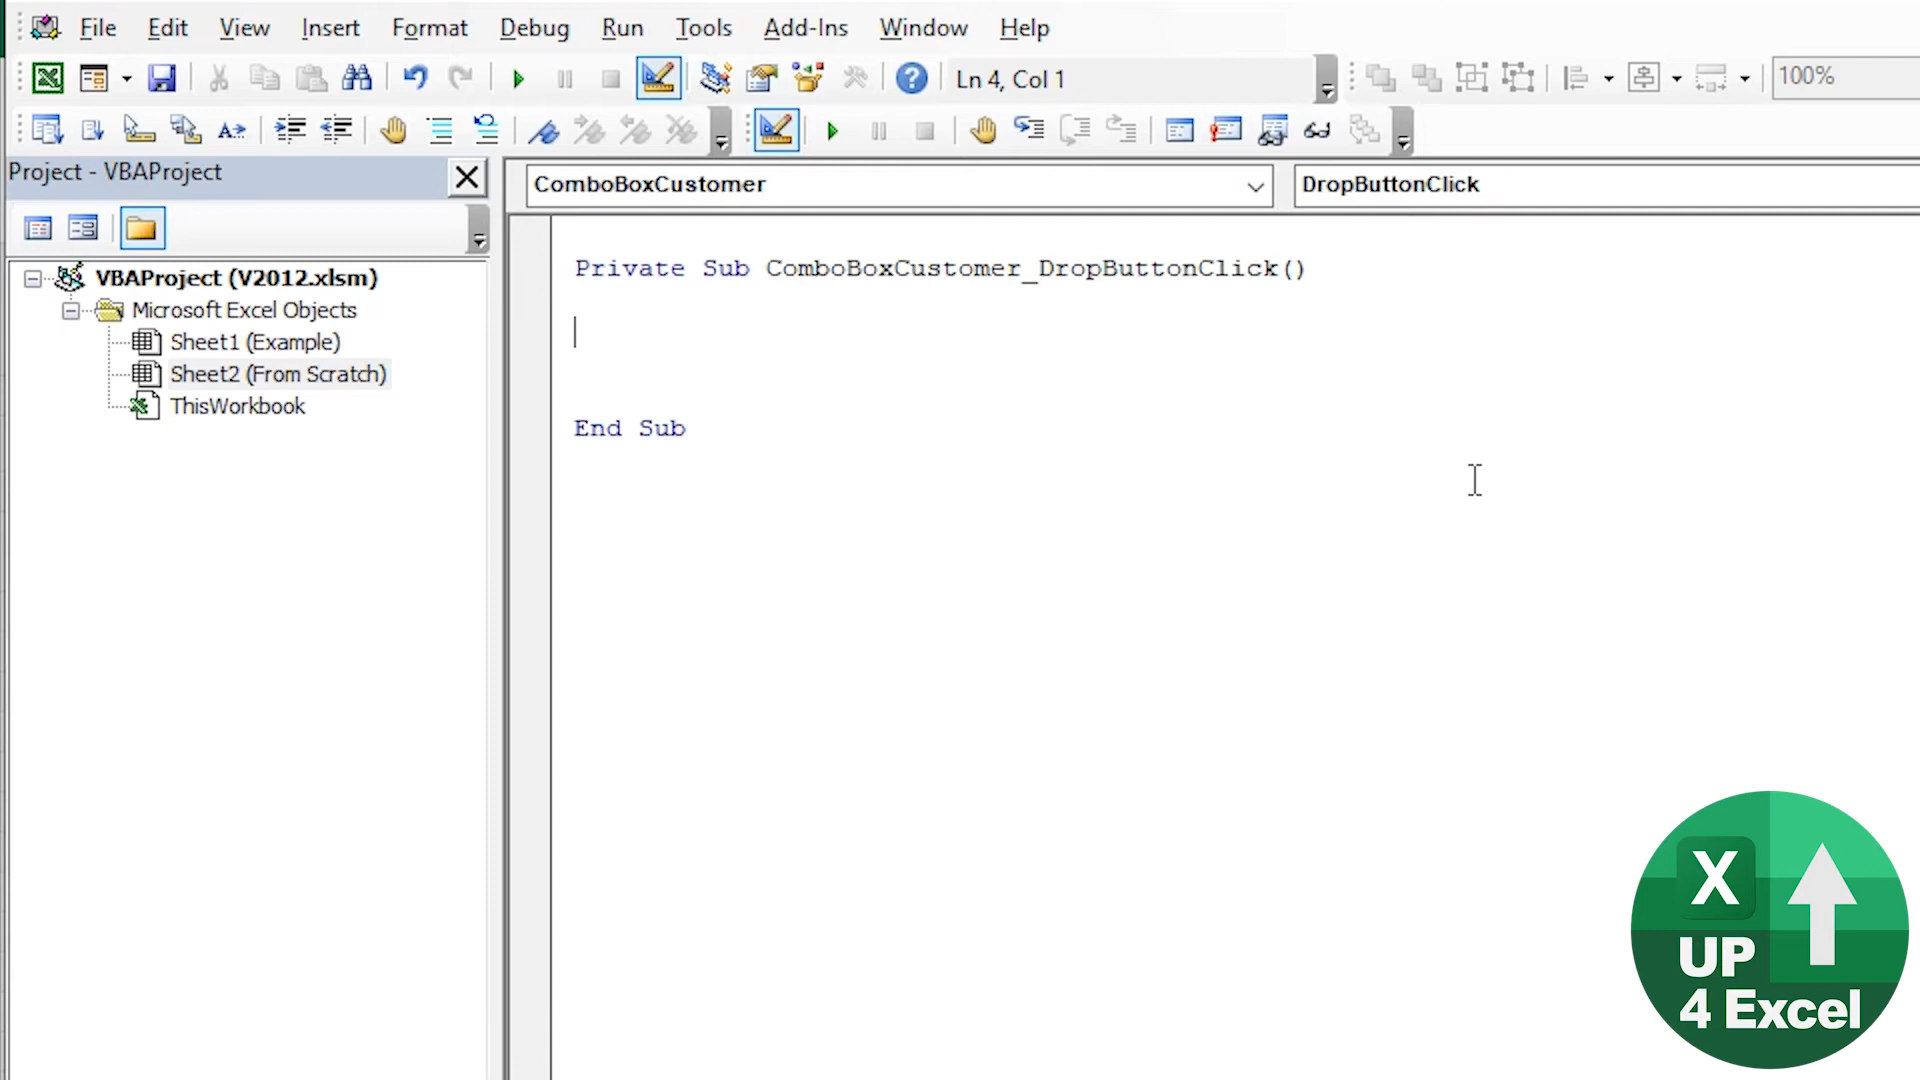 File Edit View Insert Format Debug Run Tools Add-Ins Window Help
Ln 4, Col 1
100%
Project - VBAProject
ComboBoxCustomer
DropButtonClick
VBAProject (V2012.xlsm)
Microsoft Excel Objects
Sheet1 (Example)
Sheet2 (From Scratch)
ThisWorkbook
Private Sub ComboBoxCustomer_DropButtonClick()
End Sub
X
UP
4 Excel